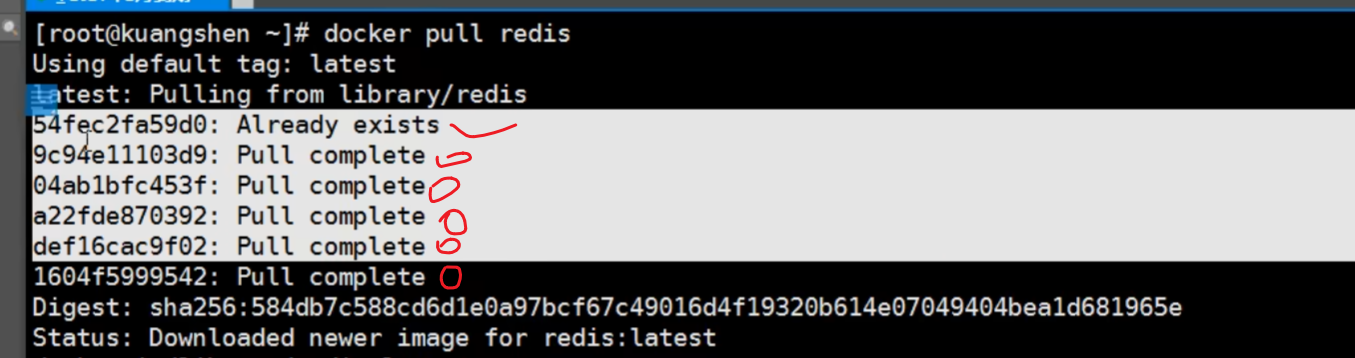 [root@kuangshen ~]# docker pull redis
Using default tag: latest
latest: Pulling from library/redis
54fec2fa59d0: Already exists
9c94e11103d9: Pull complete
04ab1bfc453f: Pull complete
a22fde870392: Pull complete
def16cac9f02: Pull complete
1604f5999542: Pull complete
Digest: sha256:584db7c588cd6d1e0a97bcf67c49016d4f19320b614e07049404bea1d681965e
Status: Downloaded newer image for redis:latest